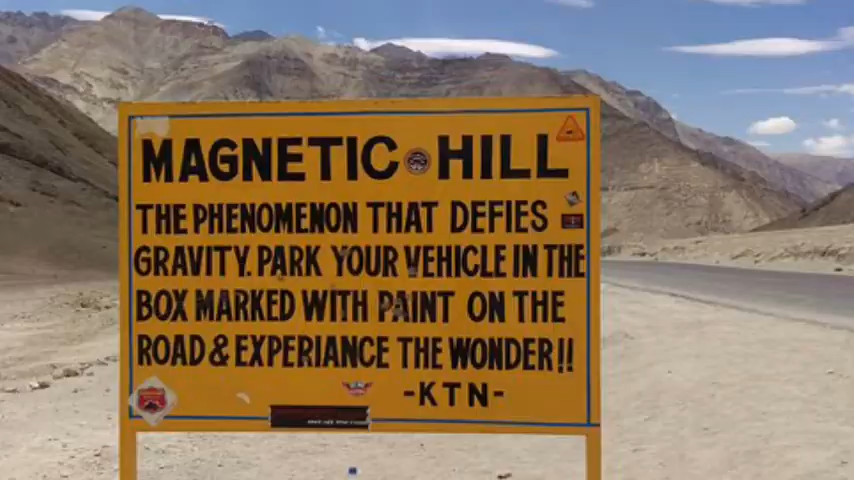 MAGNETIC HILL
THE PHENOMENON THAT DEFIES
GRAVITY. PARK YOUR VEHICLE IN THE
BOX MARKED WITH PAINT ON THE
ROAD & EXPERIANCE THE WONDER!!
-KTN-